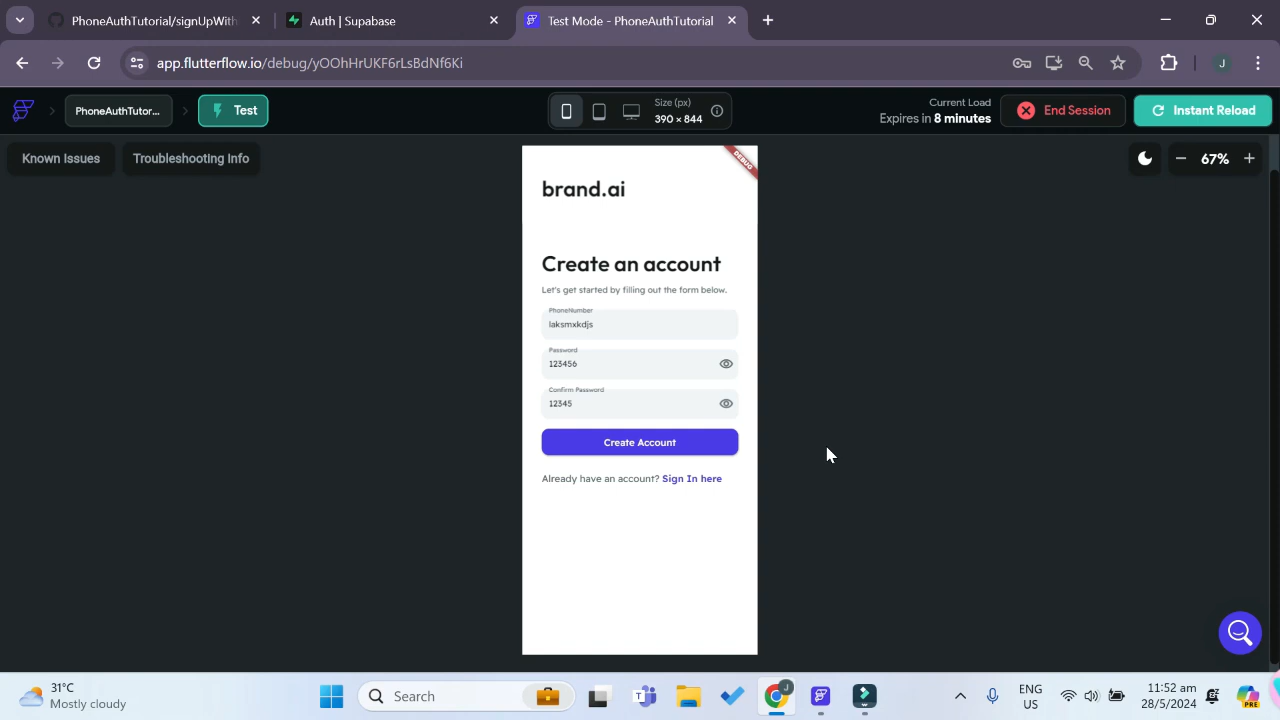 PhoneAuthTutorial/signUpWith
Auth | Supabase
Test Mode - PhoneAuthTutorial
app.flutterflow.io/debug/yOOhHrUKF6rLsBdNf6Ki
J
PhoneAuthTutor...
Test
Size (px)
390 × 844
Current Load
Expires in 8 minutes
End Session
Instant Reload
Known Issues
Troubleshooting Info
67%
DEBUG
brand.ai
Create an account
Let's get started by filling out the form below.
PhoneNumber
laksmxkdjs
Password
123456
Confirm Password
12345
Create Account
Already have an account? Sign In here
31°C
Mostly cloudy
Search
J
ENG
US
11:52 am
28/5/2024
PRE